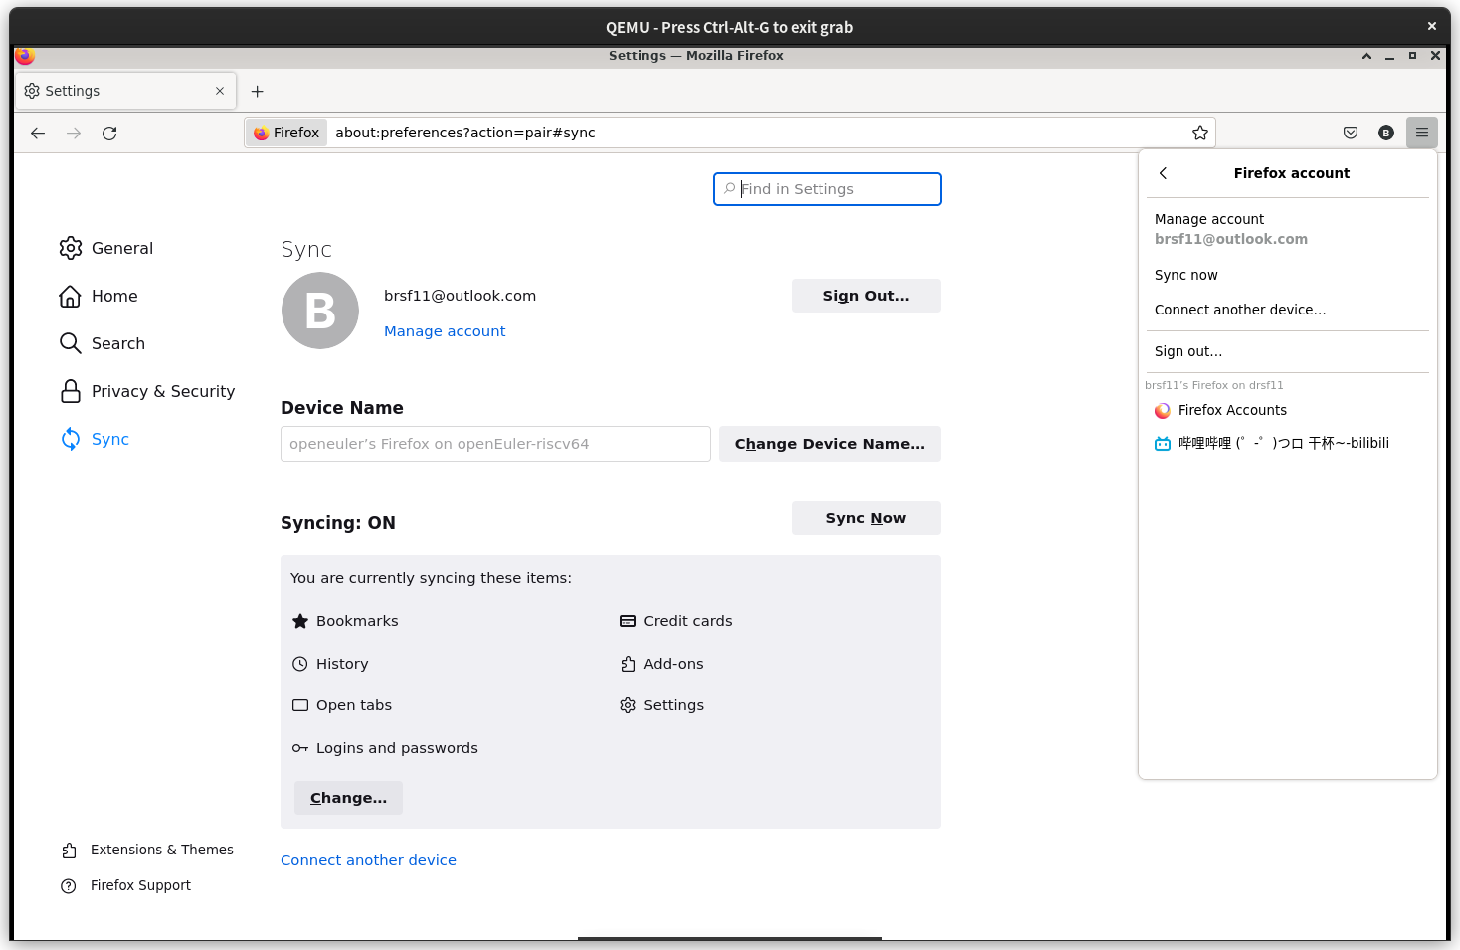 QEMU - Press Ctrl-Alt-G to exit grab
Settings — Mozilla Firefox
Settings
Firefox
about:preferences?action=pair#sync
B
Firefox account
Manage account
brsf11@outlook.com
Sync now
Connect another device…
Sign out…
brsf11's Firefox on drsf11
Firefox Accounts
哔哩哔哩 (゜-゜)つロ 干杯~-bilibili
Find in Settings
General
Home
Search
Privacy & Security
Sync
Extensions & Themes
Firefox Support
Sync
B
brsf11@outlook.com
Sign Out…
Manage account
Device Name
openeuler’s Firefox on openEuler-riscv64
Change Device Name…
Syncing: ON
Sync Now
You are currently syncing these items:
Bookmarks
Credit cards
History
Add-ons
Open tabs
Settings
Logins and passwords
Change…
Connect another device